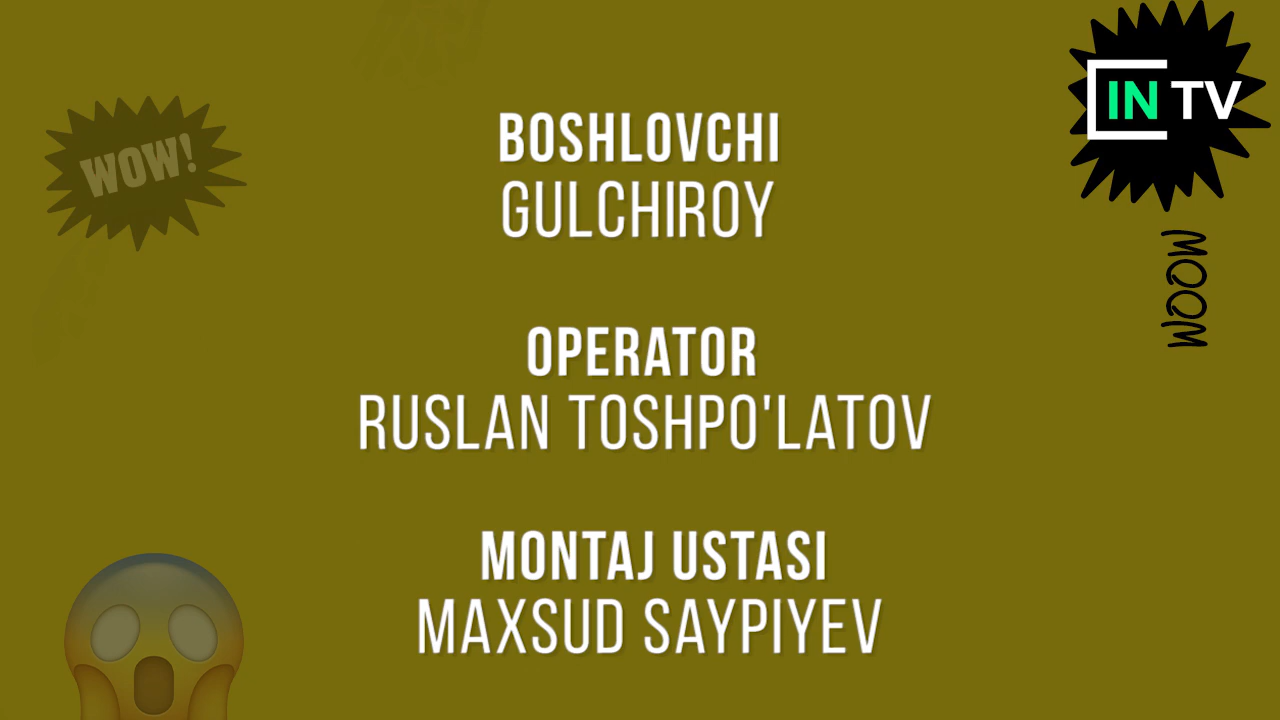 IN TV
WOW!
BOSHLOVCHI
GULCHIROY
WOOW
OPERATOR
RUSLAN TOSHPO'LATOV
MONTAJ USTASI
MAXSUD SAYPIYEV